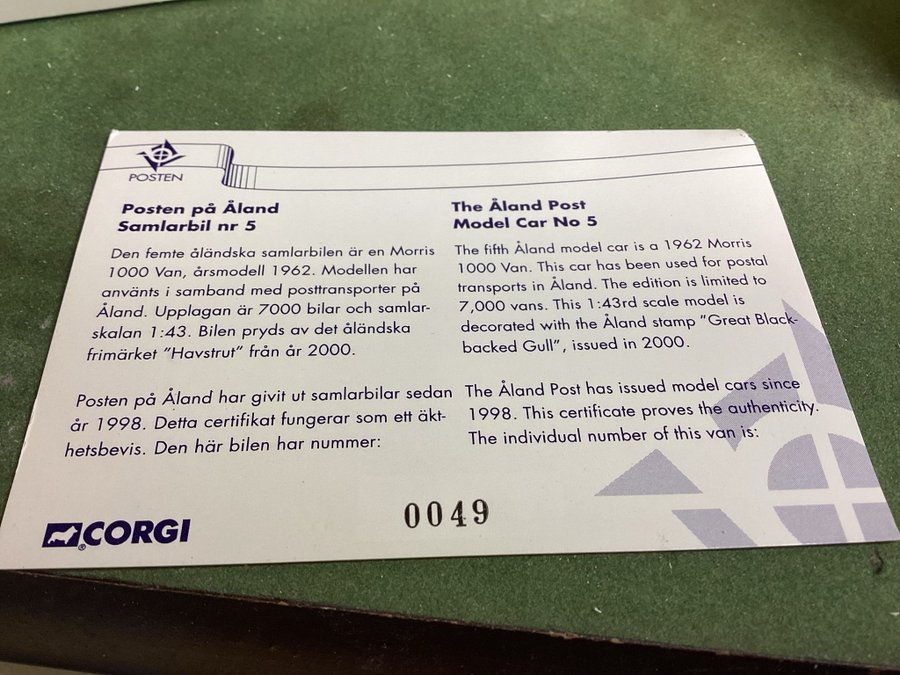 POSTEN
Posten på Åland
Samlarbil nr 5
Den femte åländska samlarbilen är en Morris
1000 Van, årsmodell 1962. Modellen har
använts i samband med posttransporter på
Åland. Upplagan är 7000 bilar och samlar-
skalan 1:43. Bilen pryds av det åländska
frimärket "Havstrut" från år 2000.
Posten på Åland har givit ut samlarbilar sedan
år 1998. Detta certifikat fungerar som ett äkt-
hetsbevis. Den här bilen har nummer:
The Åland Post
Model Car No 5
The fifth Åland model car is a 1962 Morris
1000 Van. This car has been used for postal
transports in Åland. The edition is limited to
7,000 vans. This 1:43rd scale model is
decorated with the Åland stamp "Great Black-
backed Gull", issued in 2000.
The Åland Post has issued model cars since
1998. This certificate proves the authenticity.
The individual number of this van is:
0049
CORGI